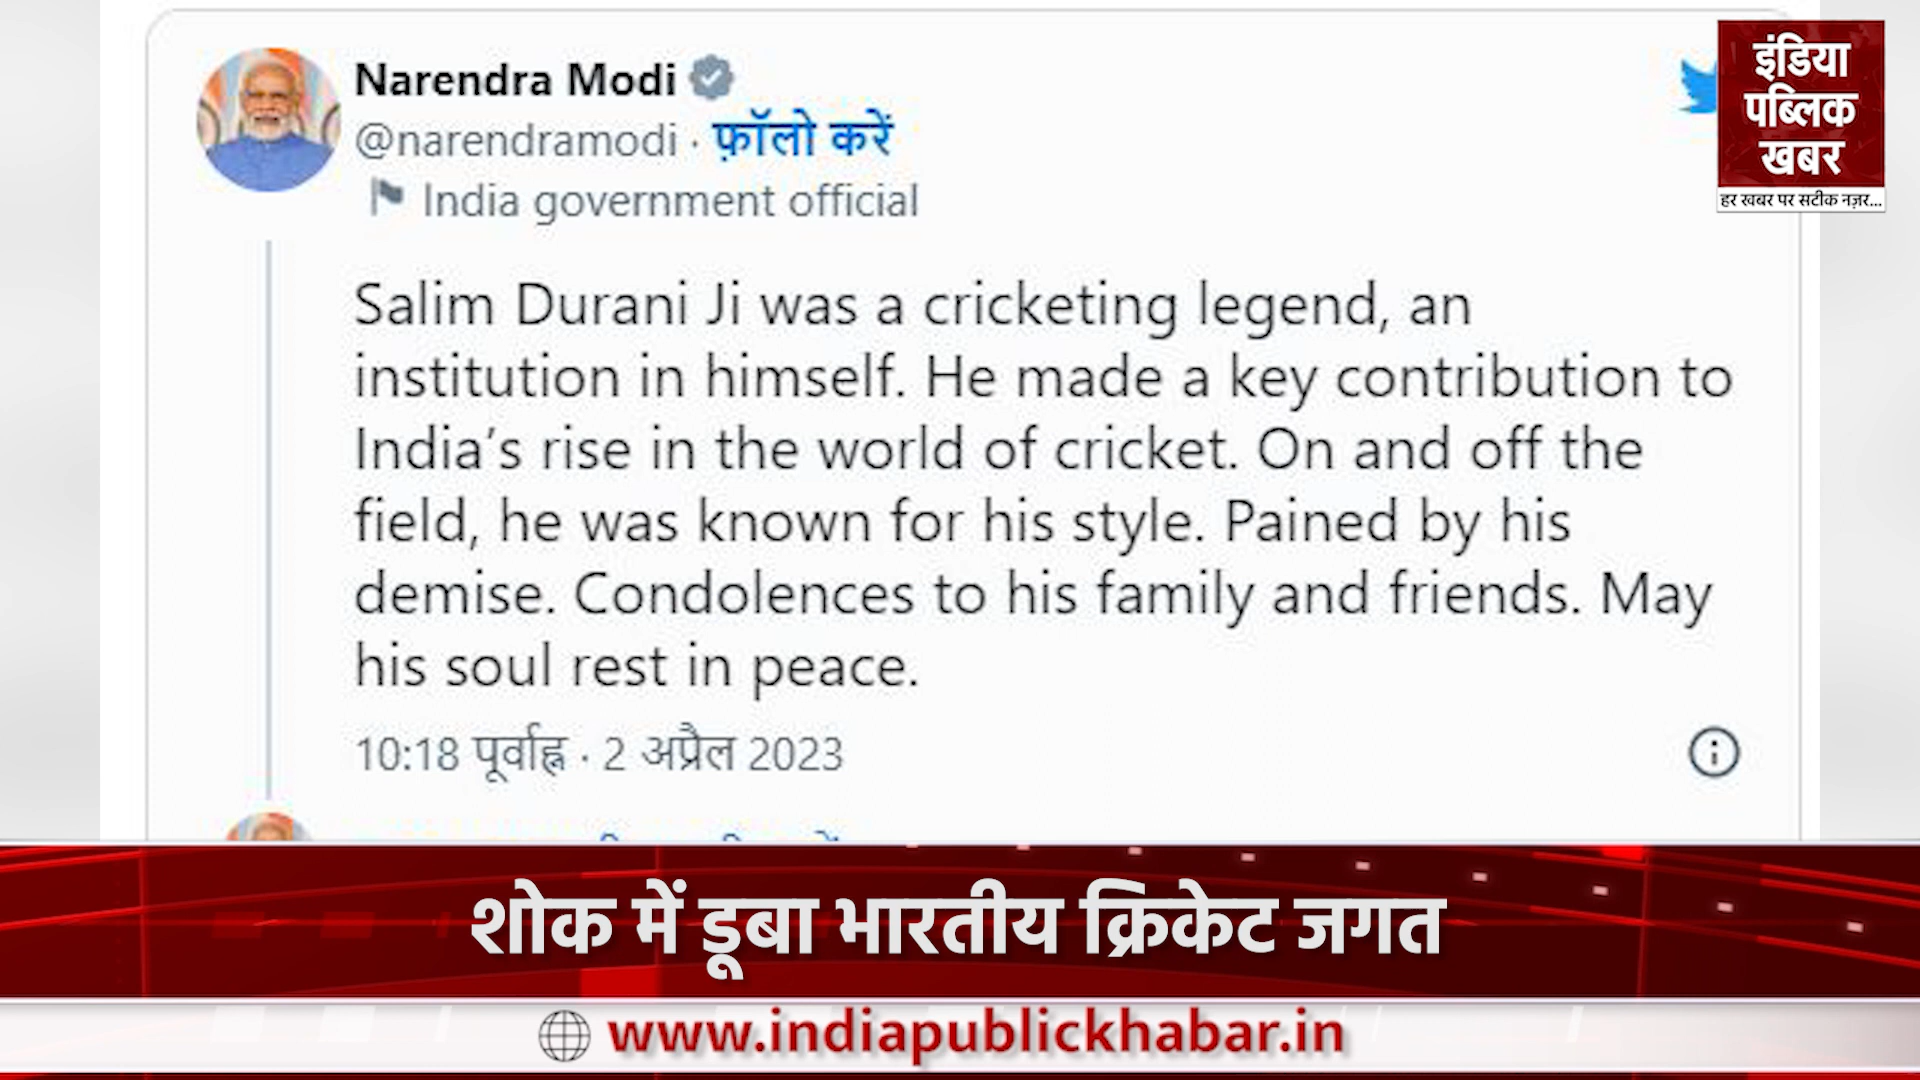 Narendra Modi
@narendramodi · फ़ॉलो करें
India government official
इंडिया
पब्लिक
खबर
हर खबर पर सटीक नज़र...
Salim Durani Ji was a cricketing legend, an
institution in himself. He made a key contribution to
India’s rise in the world of cricket. On and off the
field, he was known for his style. Pained by his
demise. Condolences to his family and friends. May
his soul rest in peace.
10:18 पूर्वाह्न · 2 अप्रैल 2023
शोक में डूबा भारतीय क्रिकेट जगत
www.indiapublickhabar.in